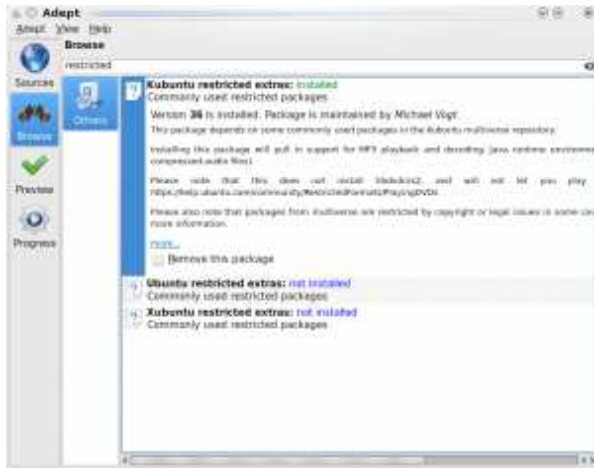 Adept
Adept View Help
Browse
restricted
Sources
Browse
Preview
Progress
Others
Kubuntu restricted extras: installed
Commonly used restricted packages
Version 36 is installed. Package is maintained by Michael Vogt.
This package depends on some commonly used packages in the Kubuntu multiverse repository.
Installing this package will pull in support for MP3 playback and decoding, Java runtime environment
compressed audio files).
Please note that this does not install libdvdcss2, and will not let you play
https://help.ubuntu.com/community/RestrictedFormats/PlayingDVDs
Please also note that packages from multiverse are restricted by copyright or legal issues in some
more information.
more...
Remove this package
Ubuntu restricted extras: not installed
Commonly used restricted packages
Xubuntu restricted extras: not installed
Commonly used restricted packages